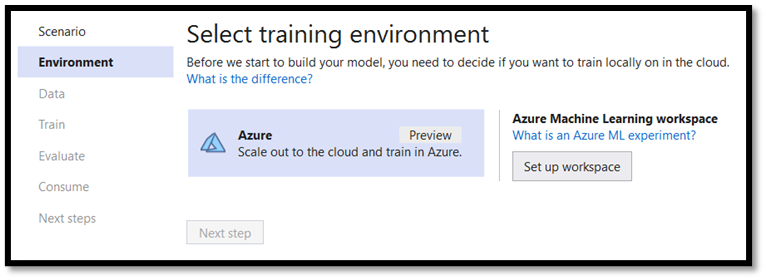 Scenario
Environment
Data
Train
Evaluate
Consume
Next steps
Select training environment
Before we start to build your model, you need to decide if you want to train locally on in the cloud.
What is the difference?
Azure
Preview
Scale out to the cloud and train in Azure.
Azure Machine Learning workspace
What is an Azure ML experiment?
Set up workspace
Next step